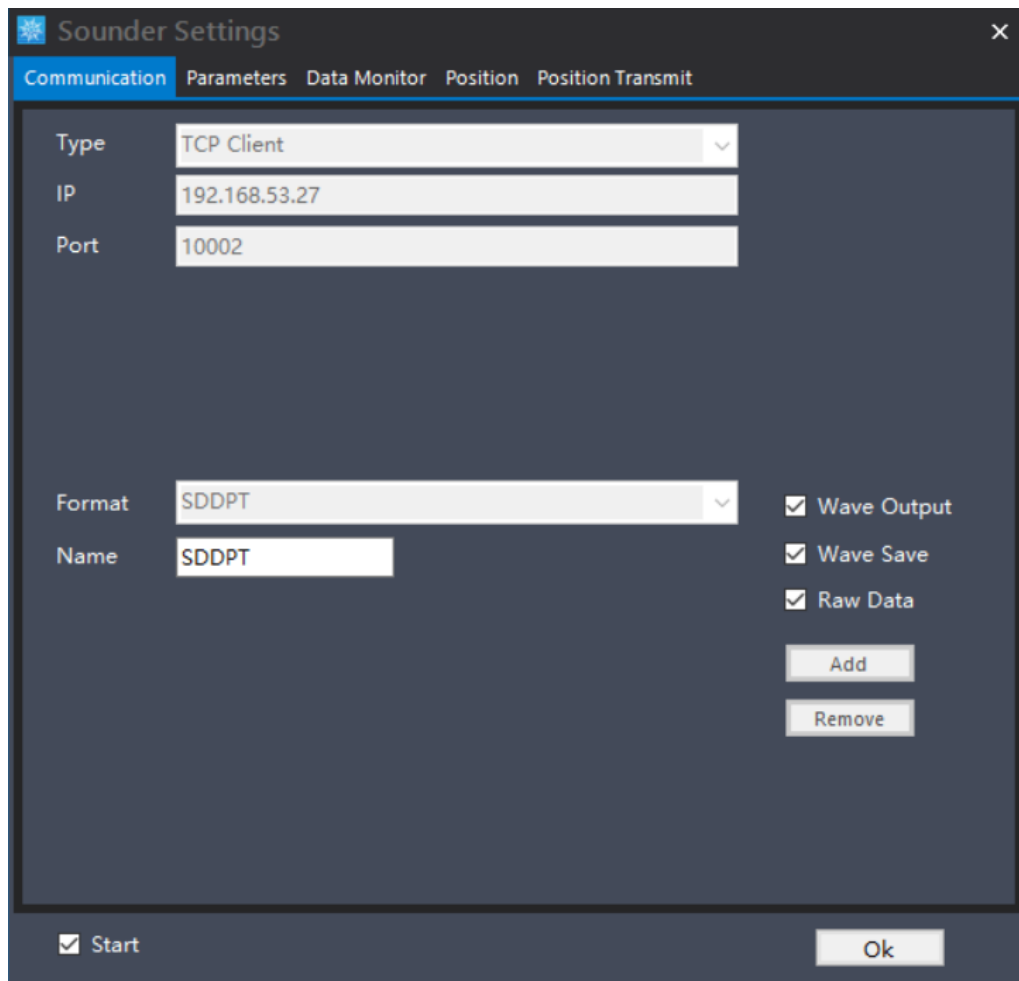 Sounder Settings
Communication Parameters Data Monitor Position Position Transmit
Type TCP Client
IP 192.168.53.27
Port 10002
Format SDDPT Wave Output
Name SDDPT Wave Save
Raw Data
Add
Remove
Start Ok